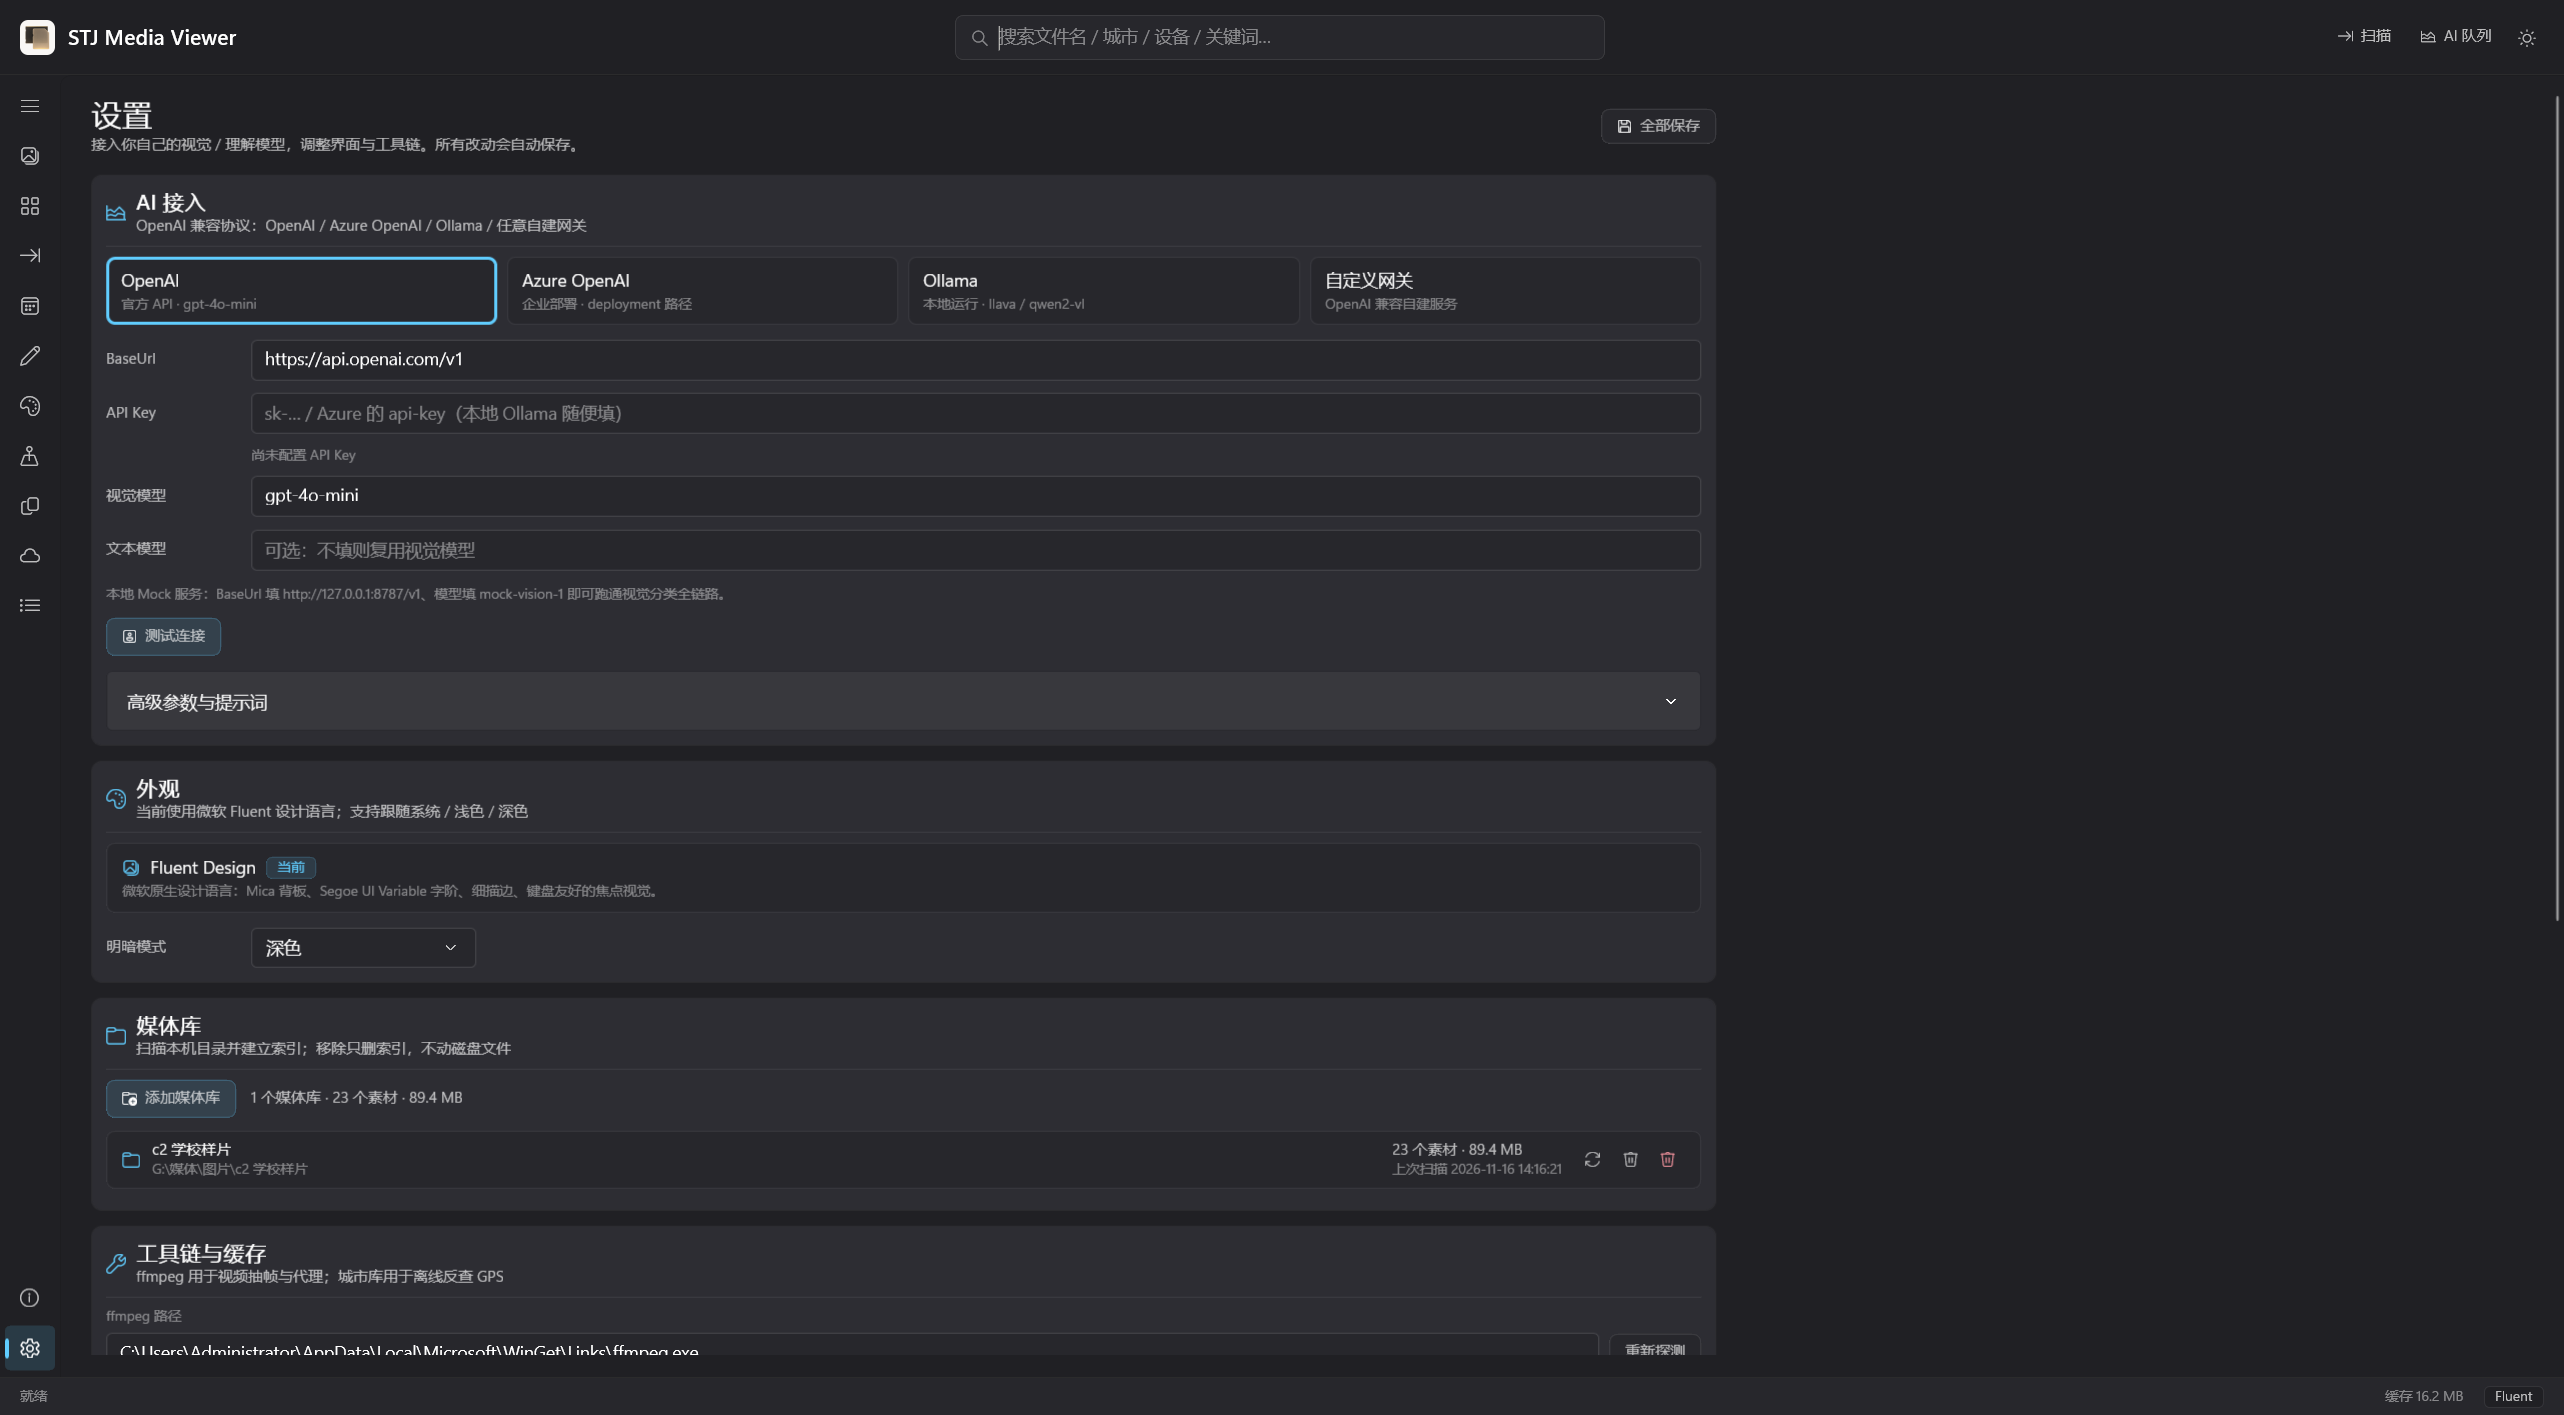 STJ Media Viewer
搜索文件名 / 城市 / 设备 / 关键词...
扫描
AI 队列
设置
接入你自己的视觉 / 理解模型，调整界面与工具链。所有改动会自动保存。
全部保存
AI 接入
OpenAI 兼容协议：OpenAI / Azure OpenAI / Ollama / 任意自建网关
OpenAI
官方 API · gpt-4o-mini
Azure OpenAI
企业部署 · deployment 路径
Ollama
本地运行 · llava / qwen2-vl
自定义网关
OpenAI 兼容自建服务
BaseUrl
https://api.openai.com/v1
API Key
sk-... / Azure 的 api-key（本地 Ollama 随便填）
尚未配置 API Key
视觉模型
gpt-4o-mini
文本模型
可选：不填则复用视觉模型
本地 Mock 服务：BaseUrl 填 http://127.0.0.1:8787/v1、模型填 mock-vision-1 即可跑通视觉分类全链路。
测试连接
高级参数与提示词
外观
当前使用微软 Fluent 设计语言；支持跟随系统 / 浅色 / 深色
Fluent Design
当前
微软原生设计语言：Mica 背板、Segoe UI Variable 字阶、细描边、键盘友好的焦点视觉。
明暗模式
深色
媒体库
扫描本机目录并建立索引；移除只删索引，不动磁盘文件
添加媒体库
1 个媒体库 · 23 个素材 · 89.4 MB
c2 学校样片
G:\媒体\图片\c2 学校样片
23 个素材 · 89.4 MB
上次扫描 2026-11-16 14:16:21
工具链与缓存
ffmpeg 用于视频抽帧与代理；城市库用于离线反查 GPS
ffmpeg 路径
C:\Users\Administrator\AppData\Local\Microsoft\WinGet\Links\ffmpeg.exe
重新探测
就绪
缓存 16.2 MB
Fluent